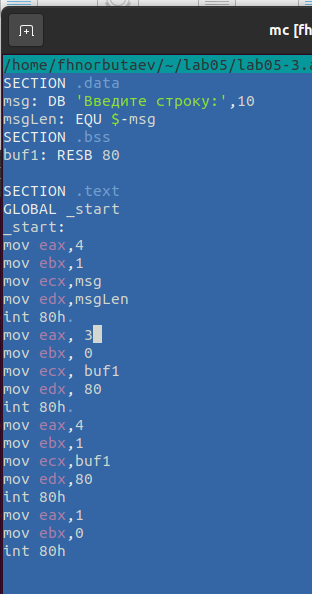 mc [fh
/home/fhnorbutaev/~/lab05/lab05-3.a
SECTION .data
msg: DB 'Введите строку:',10
msgLen: EQU $-msg
SECTION .bss
buf1: RESB 80
SECTION .text
GLOBAL _start
_start:
mov eax,4
mov ebx,1
mov ecx,msg
mov edx,msgLen
int 80h.
mov eax, 3
mov ebx, 0
mov ecx, buf1
mov edx, 80
int 80h.
mov eax,4
mov ebx,1
mov ecx,buf1
mov edx,80
int 80h
mov eax,1
mov ebx,0
int 80h